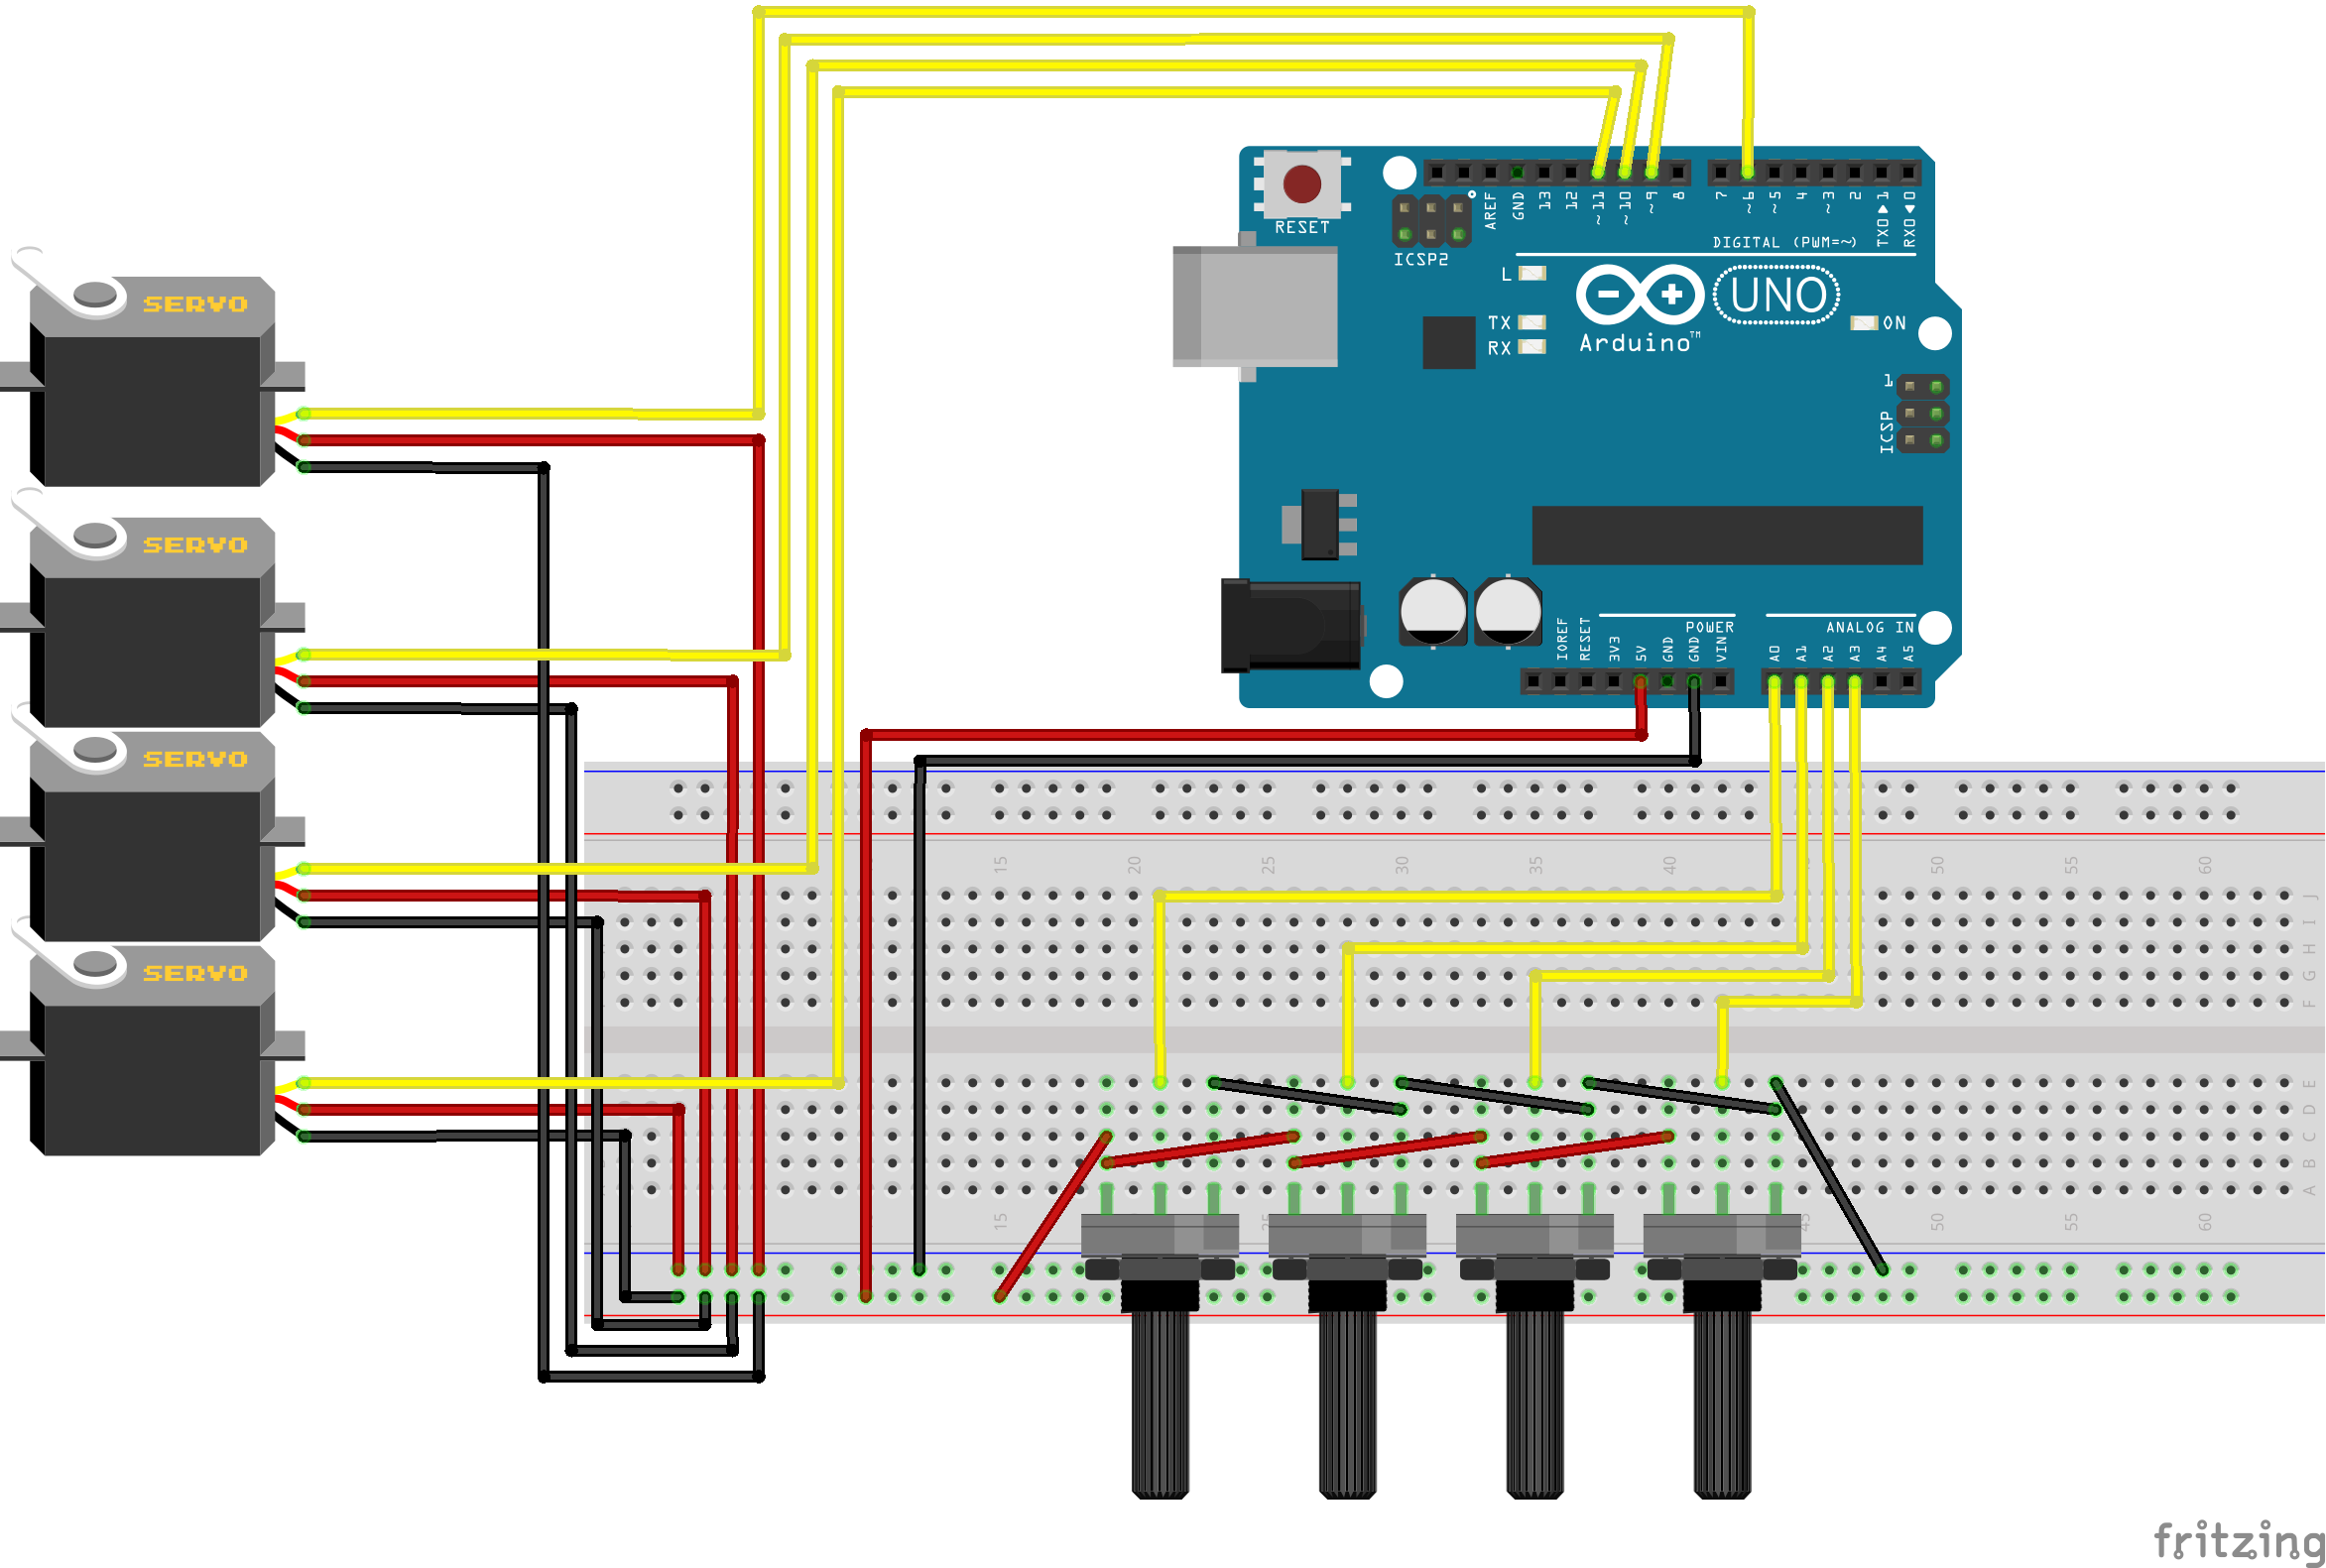 RESET
AREF
GND
13
12
~11
~10
~9
8
7
~6
~5
4
~3
2
TX0▶1
RX0◀0
DIGITAL (PWM=~)
ICSP2
L
TX
RX
UNO
Arduino™
ON
1
ICSP
SERVO
SERVO
SERVO
SERVO
IOREF
RESET
3V3
5V
GND
GND
VIN
POWER
A0
A1
A2
A3
A4
A5
ANALOG IN
15
20
25
30
35
40
50
55
60
J
I
H
G
F
E
D
C
B
A
15
50
55
60
fritzing